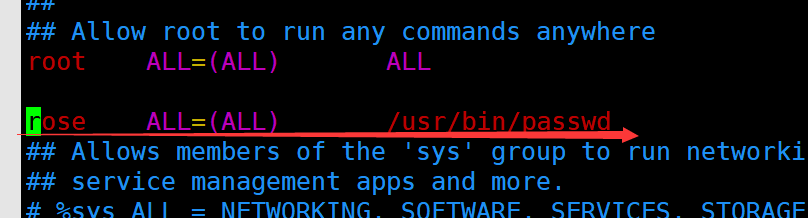 ##
## Allow root to run any commands anywhere
root    ALL=(ALL)       ALL
rose    ALL=(ALL)       /usr/bin/passwd
## Allows members of the 'sys' group to run networki
## service management apps and more.
# %sys ALL = NETWORKING, SOFTWARE, SERVICES, STORAGE